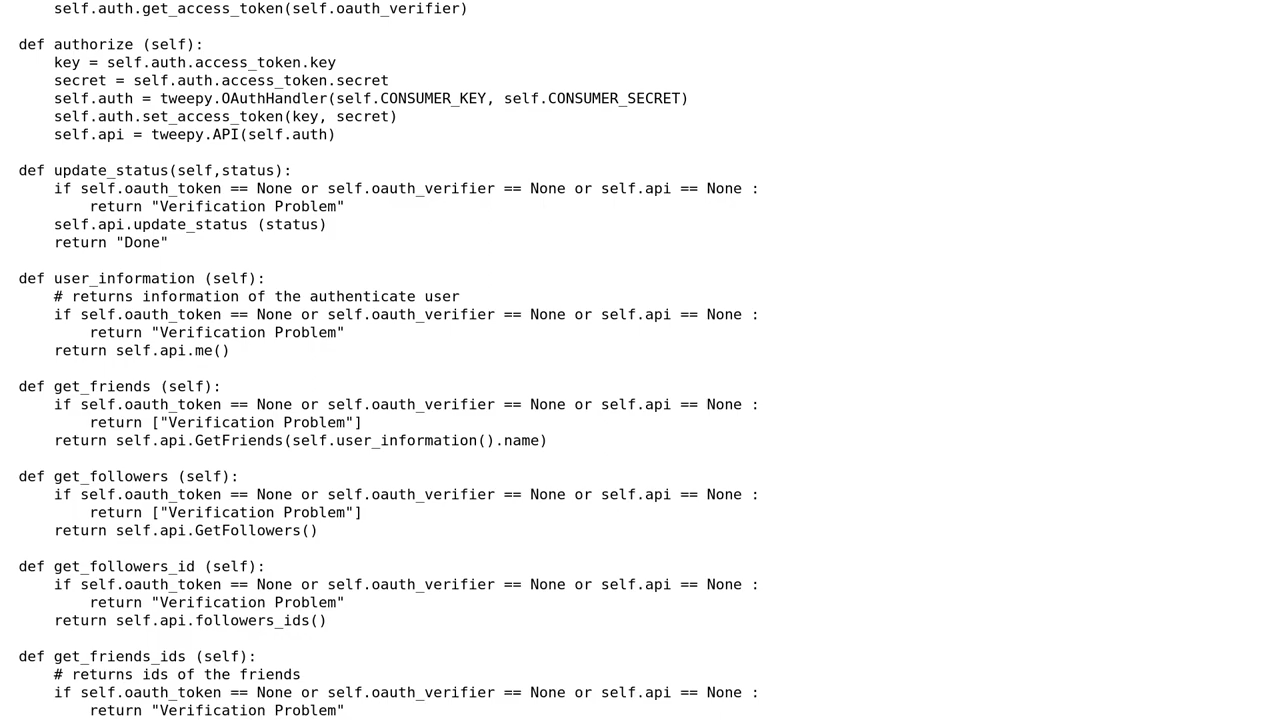 self.auth.get_access_token(self.oauth_verifier)

def authorize (self):
    key = self.auth.access_token.key
    secret = self.auth.access_token.secret
    self.auth = tweepy.OAuthHandler(self.CONSUMER_KEY, self.CONSUMER_SECRET)
    self.auth.set_access_token(key, secret)
    self.api = tweepy.API(self.auth)

def update_status(self,status):
    if self.oauth_token == None or self.oauth_verifier == None or self.api == None :
        return "Verification Problem"
    self.api.update_status (status)
    return "Done"

def user_information (self):
    # returns information of the authenticate user
    if self.oauth_token == None or self.oauth_verifier == None or self.api == None :
        return "Verification Problem"
    return self.api.me()

def get_friends (self):
    if self.oauth_token == None or self.oauth_verifier == None or self.api == None :
        return ["Verification Problem"]
    return self.api.GetFriends(self.user_information().name)

def get_followers (self):
    if self.oauth_token == None or self.oauth_verifier == None or self.api == None :
        return ["Verification Problem"]
    return self.api.GetFollowers()

def get_followers_id (self):
    if self.oauth_token == None or self.oauth_verifier == None or self.api == None :
        return "Verification Problem"
    return self.api.followers_ids()

def get_friends_ids (self):
    # returns ids of the friends
    if self.oauth_token == None or self.oauth_verifier == None or self.api == None :
        return "Verification Problem"